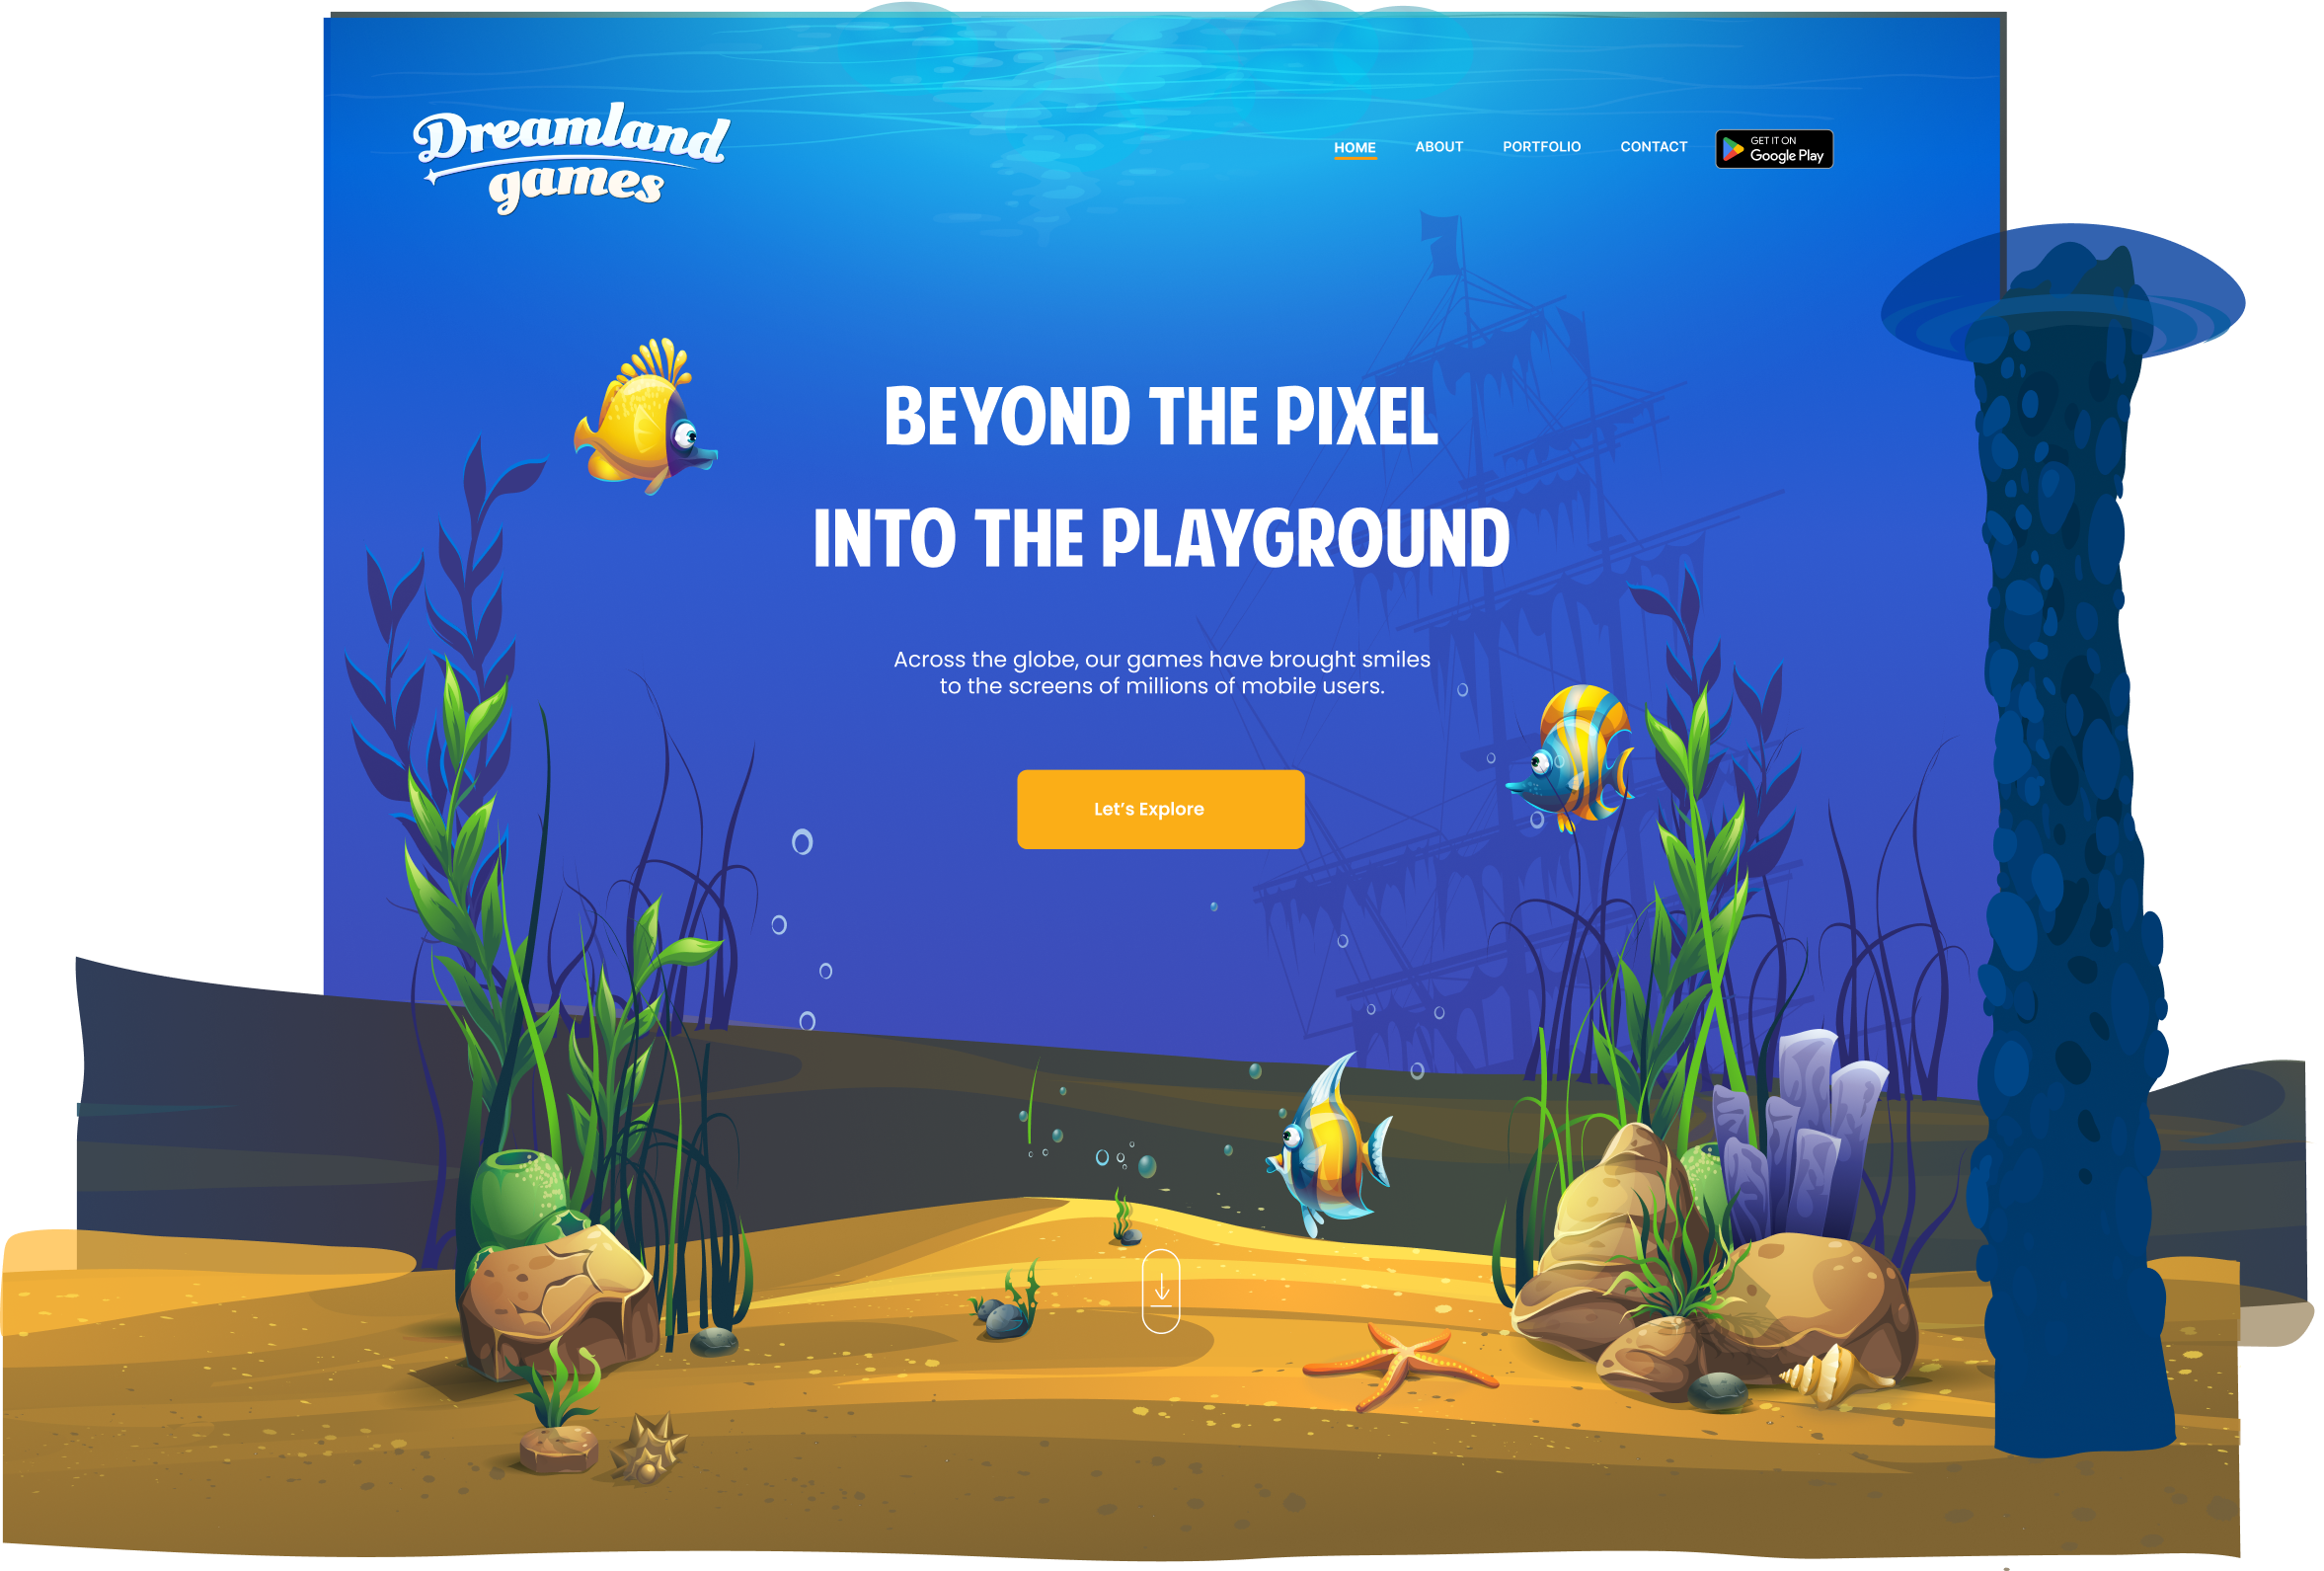 Dreamland
games
HOME ABOUT PORTFOLIO CONTACT
GET IT ON
Google Play
BEYOND THE PIXEL
INTO THE PLAYGROUND
Across the globe, our games have brought smiles
to the screens of millions of mobile users.
Let's Explore